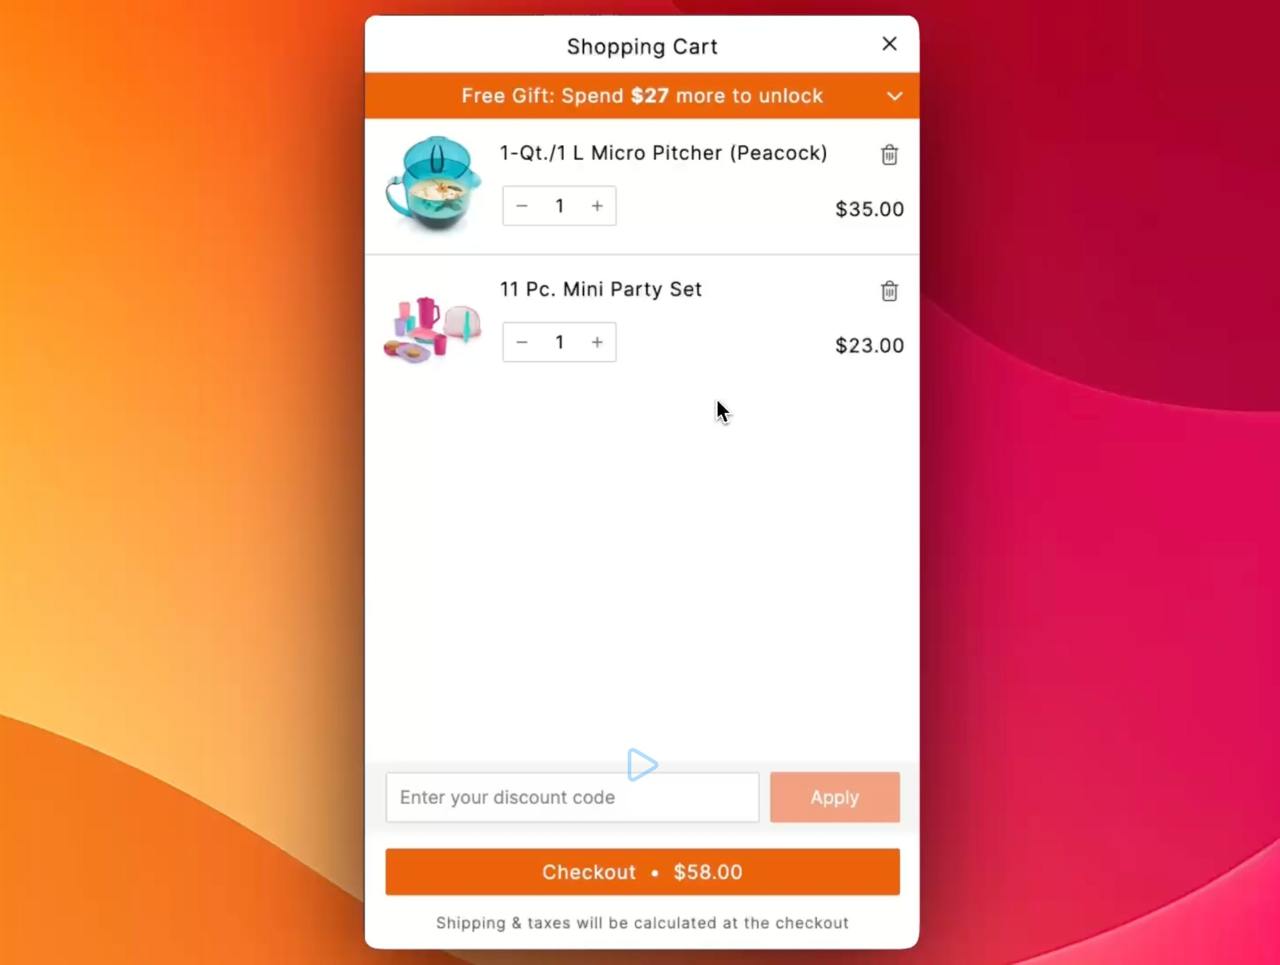 Shopping Cart
Free Gift: Spend $27 more to unlock
1-Qt./1 L Micro Pitcher (Peacock)
1
$35.00
11 Pc. Mini Party Set
1
$23.00
Enter your discount code
Apply
Checkout • $58.00
Shipping & taxes will be calculated at the checkout